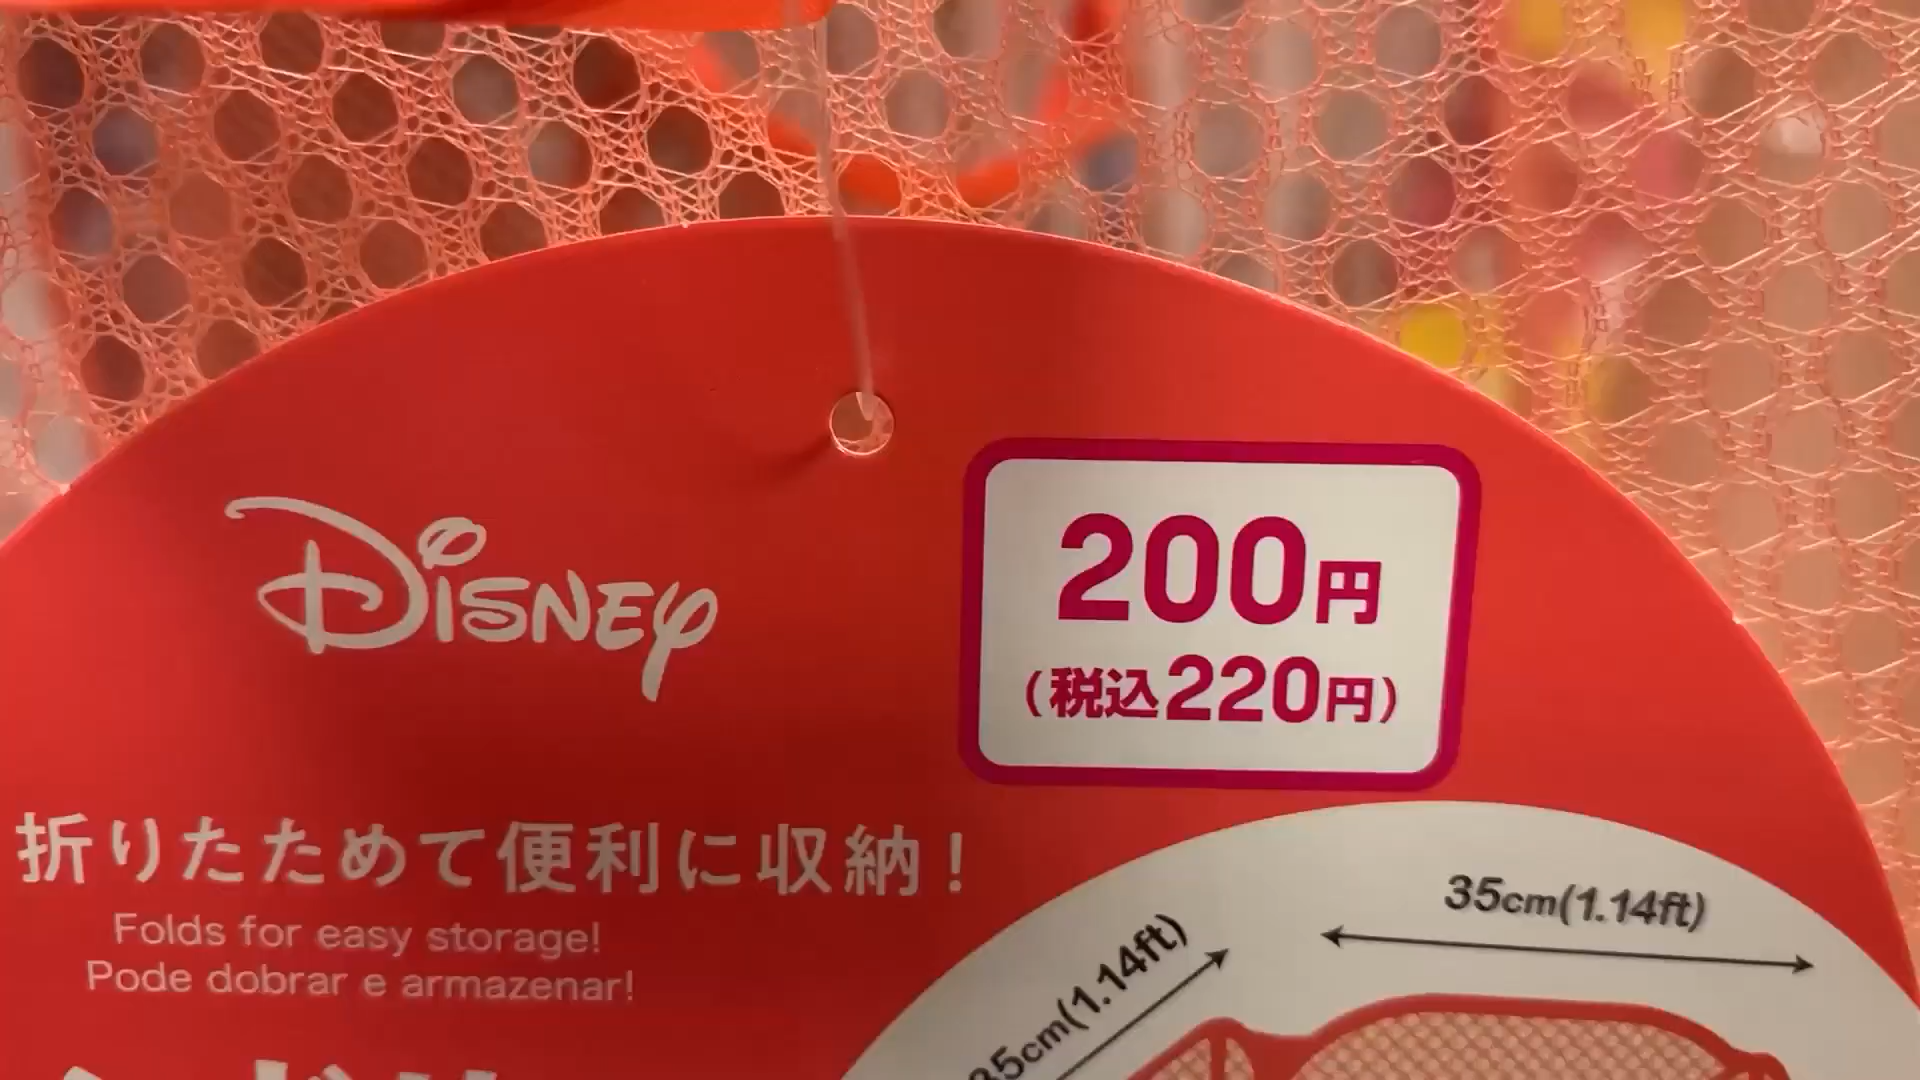 Disney
200円
(税込220円)
折りたためて便利に収納!
Folds for easy storage!
Pode dobrar e armazenar!
35cm(1.14ft)
35cm(1.14ft)